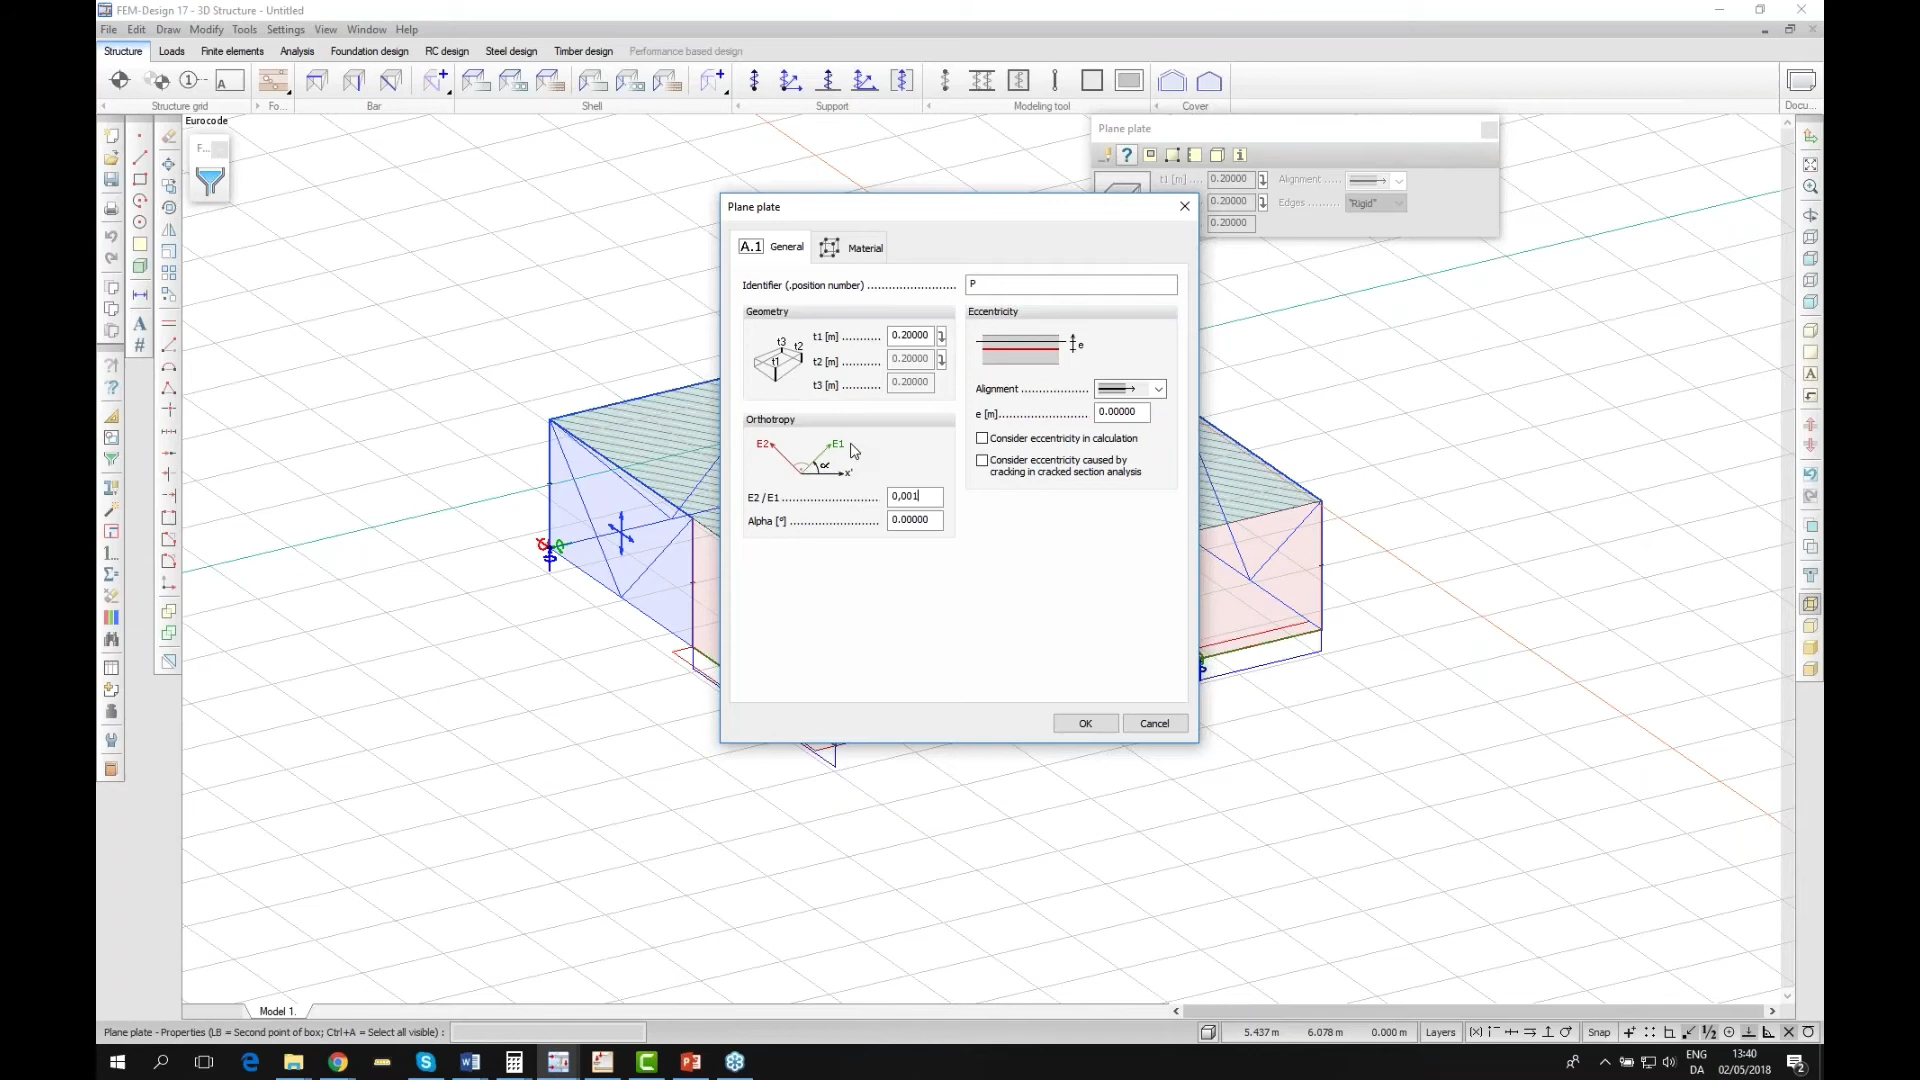 FEM-Design 17 - 3D Structure - Untitled
File Edit Draw Modify Tools Settings View Window Help
Structure Loads Finite elements Analysis Foundation design RC design Steel design Timber design Performance based design
Structure grid Fo... Bar Shell Support Modeling tool Cover Docu...
Eurocode
F...
Plane plate
t1 [m] .... 0.20000 Alignment .....
0.20000 Edges ......... "Rigid"
0.20000
Plane plate
A.1 General Material
Identifier (.position number) ........................ P
Geometry
t3 t2 t1
t1 [m] ........... 0.20000
t2 [m] ........... 0.20000
t3 [m] ........... 0.20000
Orthotropy
E2 E1
α x'
E2 / E1 .......................... 0,001
Alpha [°] ........................ 0.00000
Eccentricity
e
Alignment ......................
e [m]............................. 0.00000
Consider eccentricity in calculation
Consider eccentricity caused by
cracking in cracked section analysis
OK Cancel
Model 1.
Plane plate - Properties (LB = Second point of box; Ctrl+A = Select all visible) :
5.437 m 6.078 m 0.000 m Layers Snap
ENG 13:40
DA 02/05/2018 2